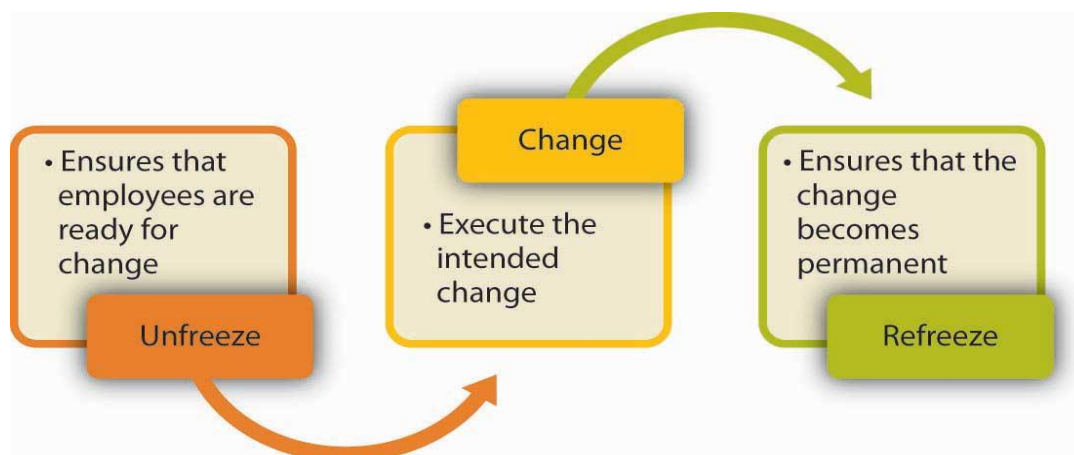 • Ensures that
employees are
ready for
change
Unfreeze
Change
• Execute the
intended
change
• Ensures that the
change
becomes
permanent
Refreeze